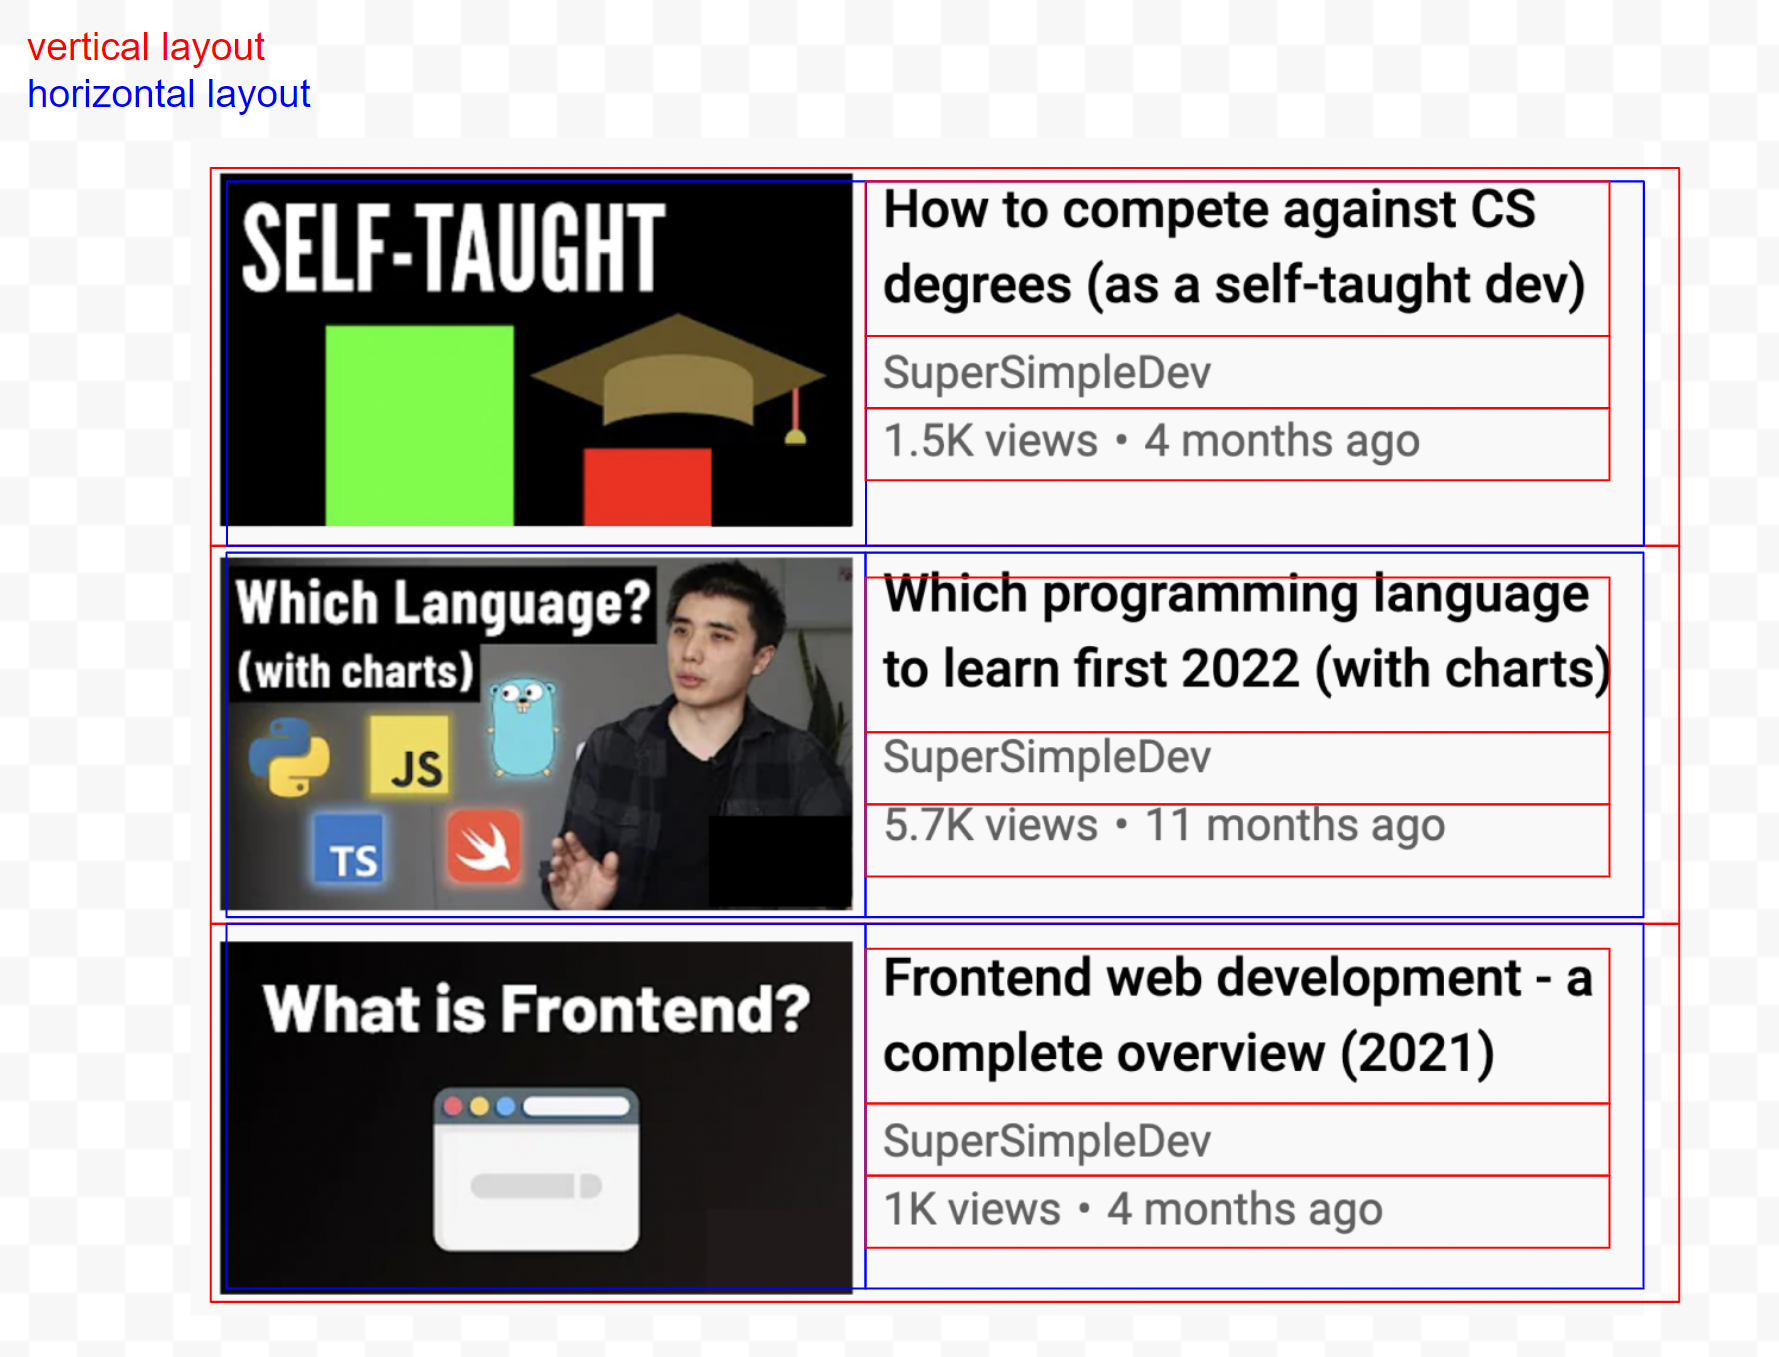 vertical layout
horizontal layout
SELF-TAUGHT
How to compete against CS
degrees (as a self-taught dev)
SuperSimpleDev
1.5K views • 4 months ago
Which Language?
(with charts)
JS
TS
Which programming language
to learn first 2022 (with charts)
SuperSimpleDev
5.7K views • 11 months ago
What is Frontend?
Frontend web development - a
complete overview (2021)
SuperSimpleDev
1K views • 4 months ago